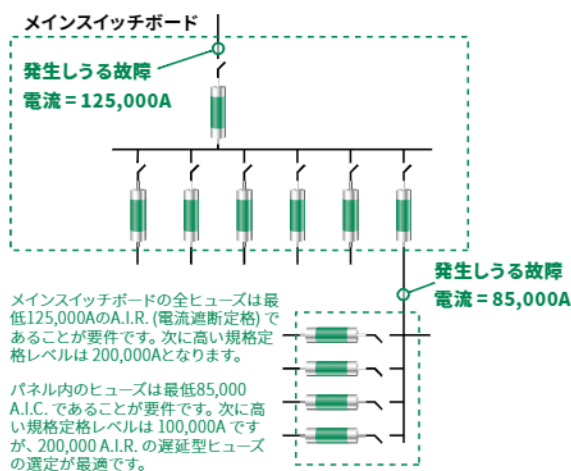 メインスイッチボード
発生しうる故障
電流 = 125,000A
発生しうる故障
電流 = 85,000A
メインスイッチボードの全ヒューズは最
低125,000AのA.I.R. (電流遮断定格) で
あることが要件です。次に高い規格定
格レベルは 200,000Aとなります。
パネル内のヒューズは最低85,000
A.I.C. であることが要件です。次に高
い規格定格レベルは 100,000A です
が、200,000 A.I.R. の遅延型ヒューズ
の選定が最適です。